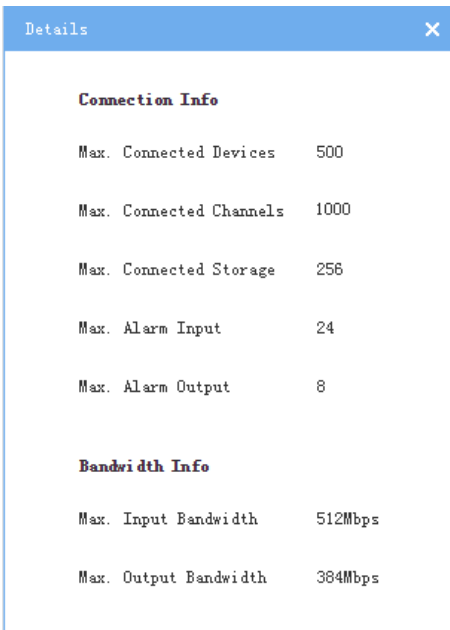 Details
Connection Info
Max. Connected Devices 500
Max. Connected Channels 1000
Max. Connected Storage 256
Max. Alarm Input 24
Max. Alarm Output 8
Bandwidth Info
Max. Input Bandwidth 512Mbps
Max. Output Bandwidth 384Mbps